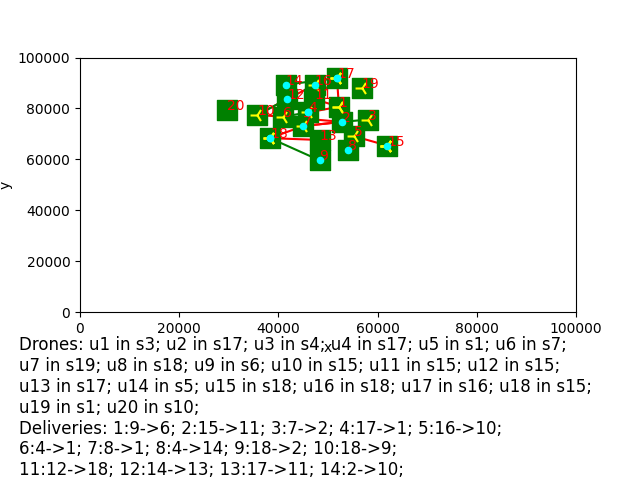 100000
80000
60000
40000
20000
0
y
0 20000 40000 60000 80000 100000
x
17
19
20
15
Drones: u1 in s3; u2 in s17; u3 in s4; u4 in s17; u5 in s1; u6 in s7;
u7 in s19; u8 in s18; u9 in s6; u10 in s15; u11 in s15; u12 in s15;
u13 in s17; u14 in s5; u15 in s18; u16 in s18; u17 in s16; u18 in s15;
u19 in s1; u20 in s10;
Deliveries: 1:9->6; 2:15->11; 3:7->2; 4:17->1; 5:16->10;
6:4->1; 7:8->1; 8:4->14; 9:18->2; 10:18->9;
11:12->18; 12:14->13; 13:17->11; 14:2->10;